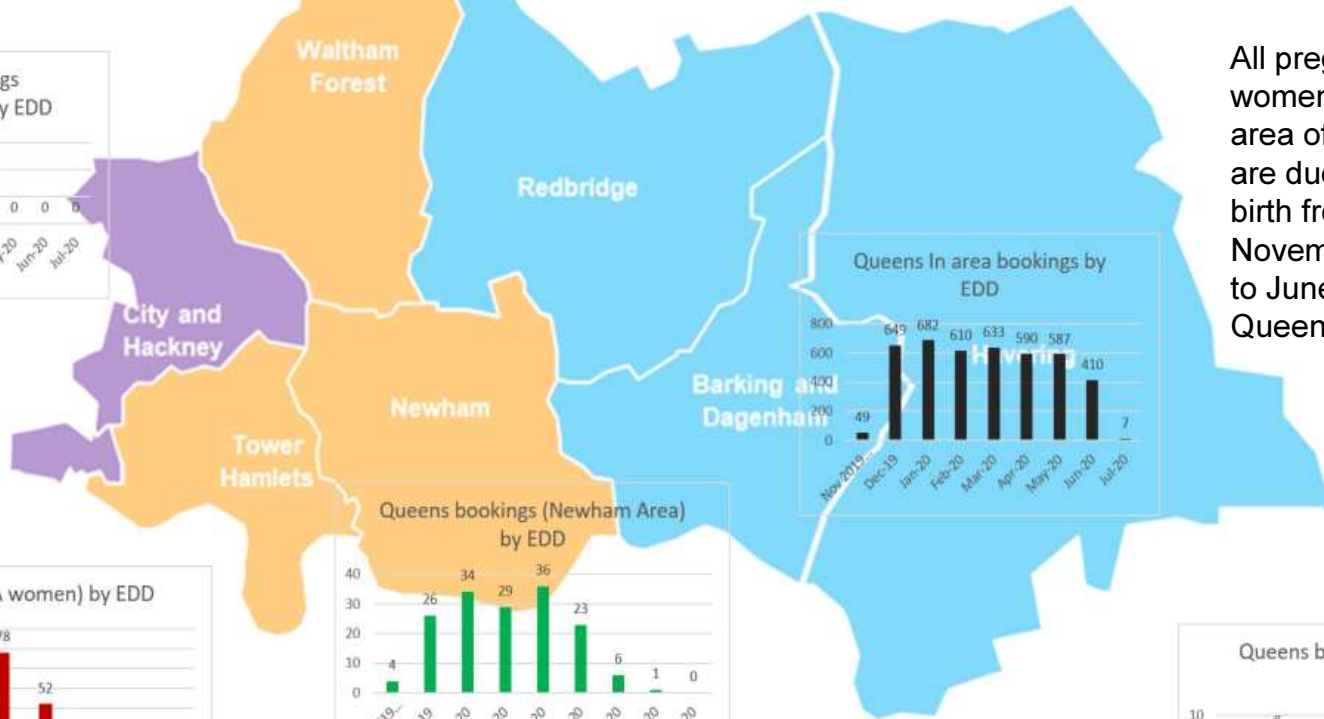 Waltham
Forest
gs
y EDD
0 0 0
Jun-20
Jul-20
All preg
women
area of
are due
birth fr
Novem
to June
Queen
Redbridge
City and
Hackney
Queens In area bookings by
EDD
800
600
400
200
0
49 649 682 610 633 590 587 410 7
Nov 2019...
Dec-19
Jan-20
Feb-20
Mar-20
Apr-20
May-20
Jun-20
Jul-20
Havering
Barking and
Dagenham
Newham
Tower
Hamlets
Queens bookings (Newham Area)
by EDD
40
30
20
10
0
4 26 34 29 36 23 6 1 0
women) by EDD
78
52
Queens b
10